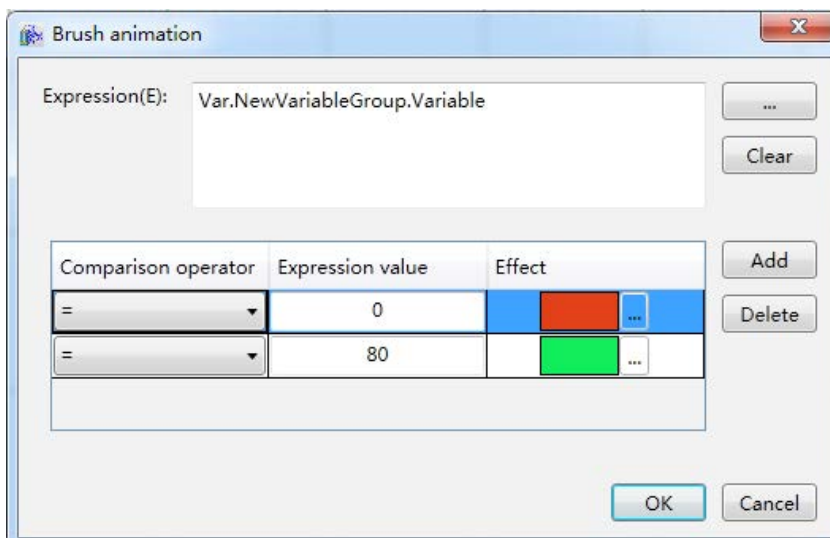 Brush animation
Expression(E):
Var.NewVariableGroup.Variable
...
Clear
Comparison operator Expression value Effect
Add
= 0 ...
Delete
= 80 ...
OK
Cancel